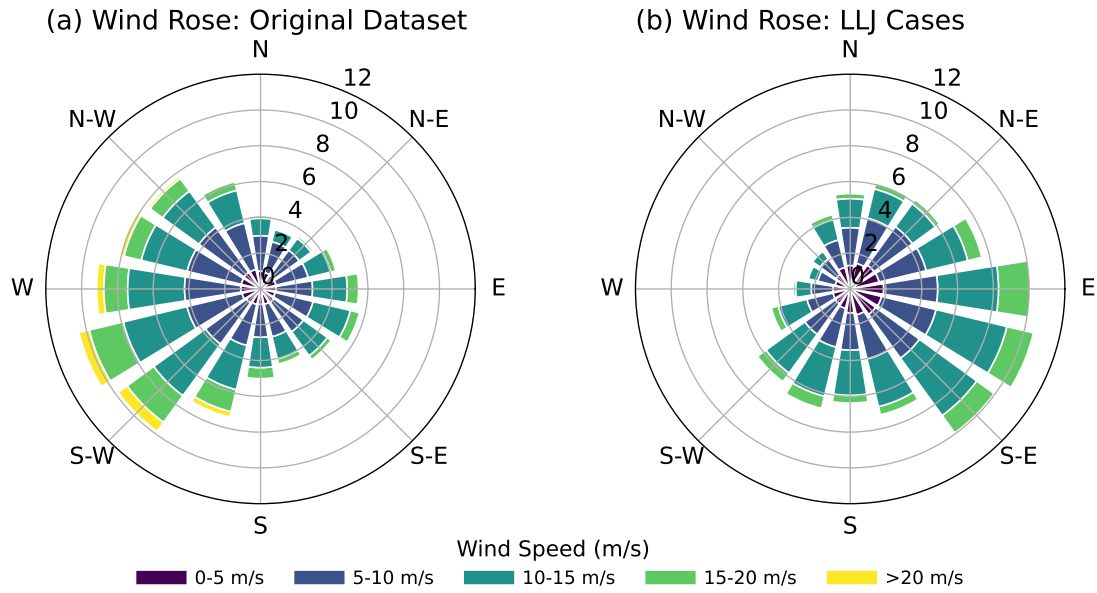 (a) Wind Rose: Original Dataset
N
N-W
N-E
W
E
S-W
S-E
S
12
10
8
6
4
2
0
(b) Wind Rose: LLJ Cases
N
N-W
N-E
W
E
S-W
S-E
S
12
10
8
6
4
2
0
Wind Speed (m/s)
0-5 m/s 5-10 m/s 10-15 m/s 15-20 m/s >20 m/s